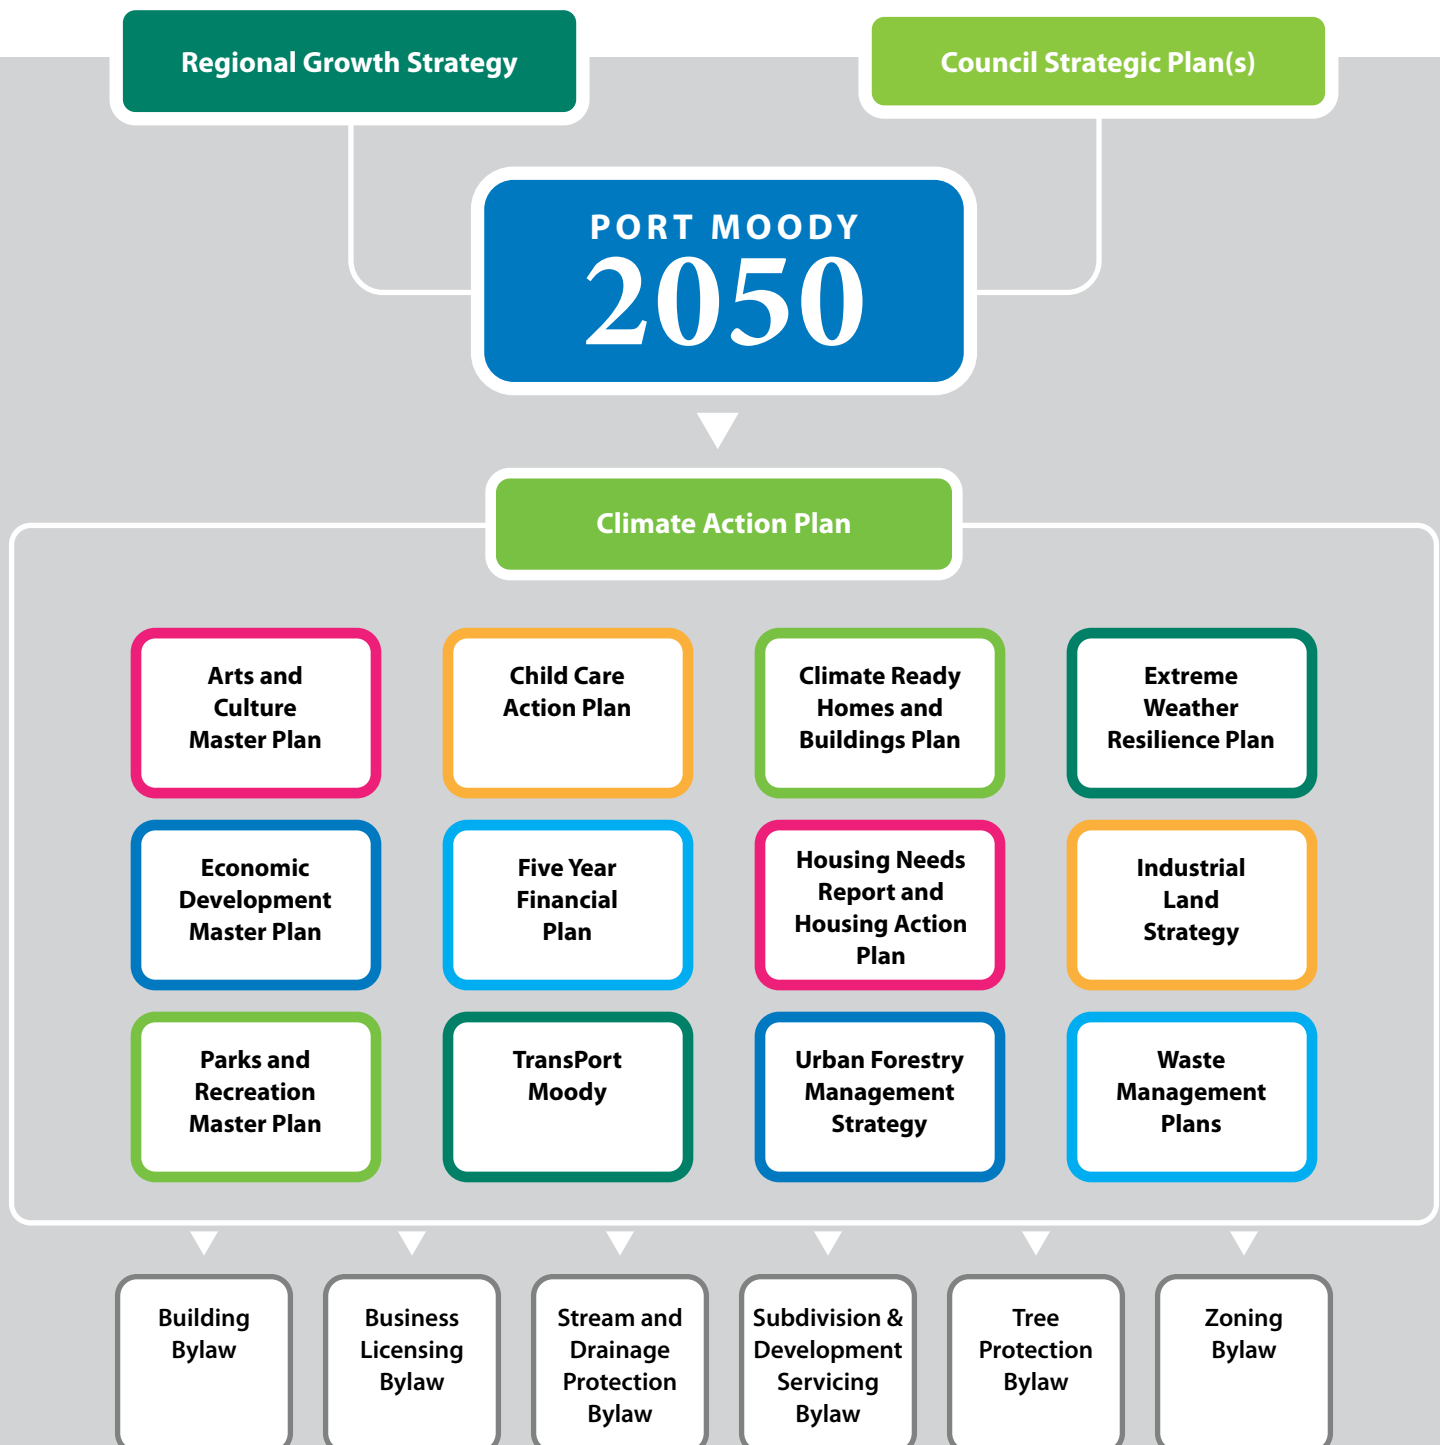 Regional Growth Strategy
Council Strategic Plan(s)
PORT MOODY
2050
Climate Action Plan
Arts and
Culture
Master Plan
Child Care
Action Plan
Climate Ready
Homes and
Buildings Plan
Extreme
Weather
Resilience Plan
Economic
Development
Master Plan
Five Year
Financial
Plan
Housing Needs
Report and
Housing Action
Plan
Industrial
Land
Strategy
Parks and
Recreation
Master Plan
TransPort
Moody
Urban Forestry
Management
Strategy
Waste
Management
Plans
Building
Bylaw
Business
Licensing
Bylaw
Stream and
Drainage
Protection
Bylaw
Subdivision &
Development
Servicing
Bylaw
Tree
Protection
Bylaw
Zoning
Bylaw